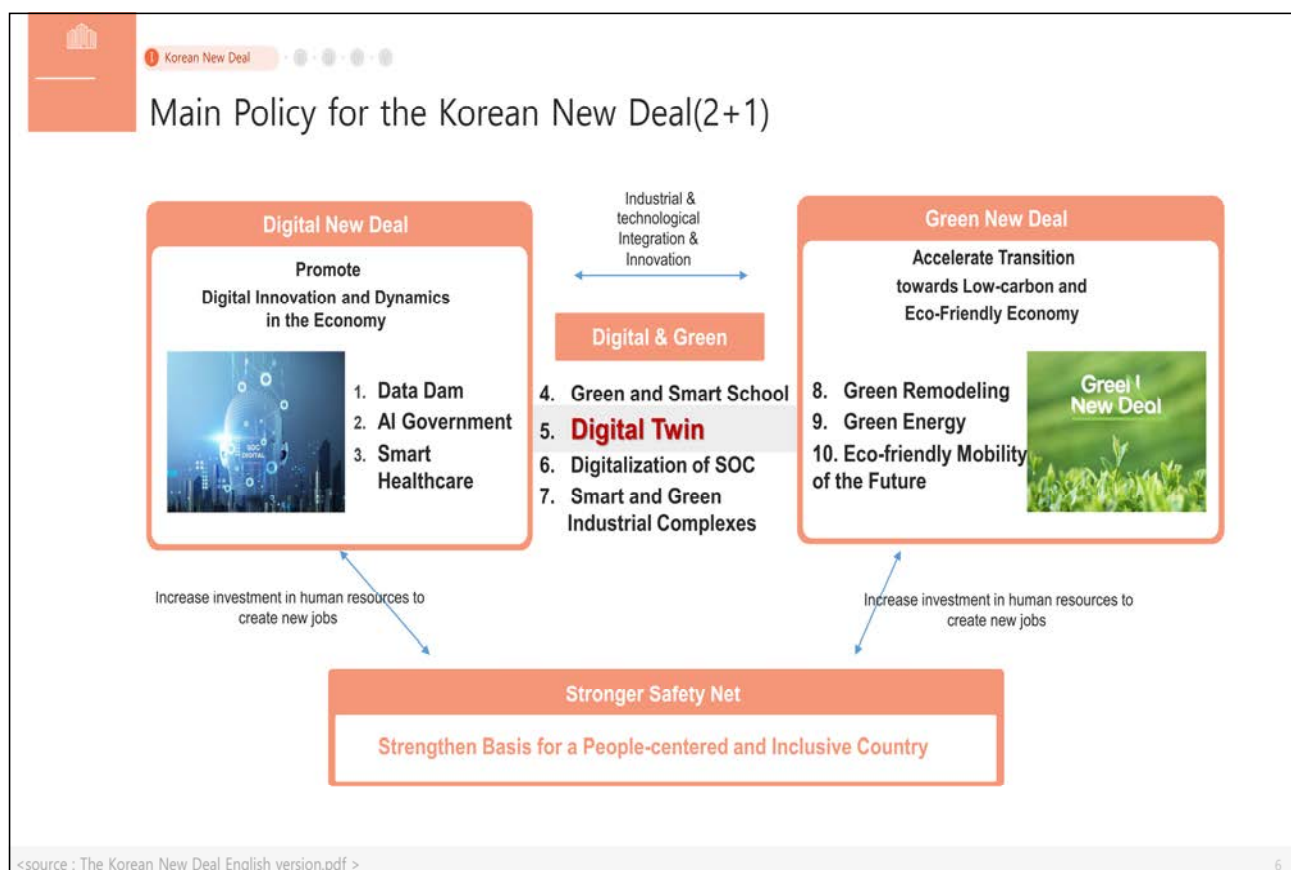 I Korean New Deal
Main Policy for the Korean New Deal(2+1)
Digital New Deal
Promote
Digital Innovation and Dynamics
in the Economy
SOC
DIGITAL
1. Data Dam
2. AI Government
3. Smart
Healthcare
Industrial &
technological
Integration &
Innovation
Digital & Green
4. Green and Smart School
5. Digital Twin
6. Digitalization of SOC
7. Smart and Green
Industrial Complexes
Green New Deal
Accelerate Transition
towards Low-carbon and
Eco-Friendly Economy
8. Green Remodeling
9. Green Energy
10. Eco-friendly Mobility
of the Future
New Deal
Increase investment in human resources to
create new jobs
Increase investment in human resources to
create new jobs
Stronger Safety Net
Strengthen Basis for a People-centered and Inclusive Country
<source : The Korean New Deal English version.pdf >
6